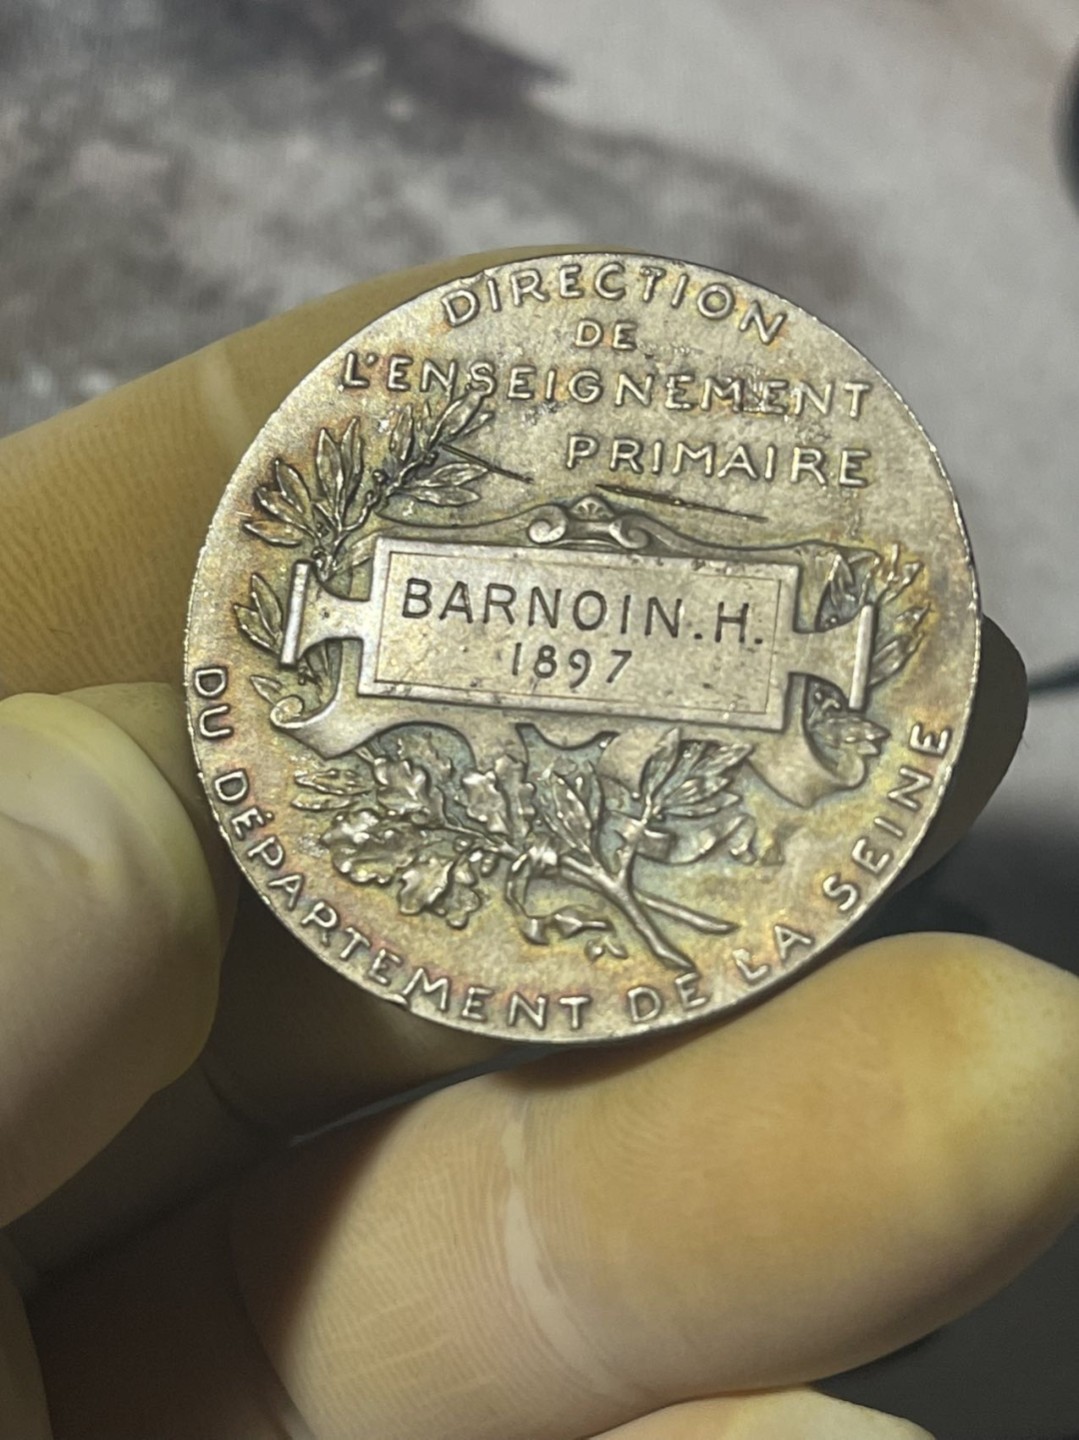 DIRECTION
DE
L'ENSEIGNEMENT
PRIMAIRE
BARNOIN.H.
1897
DU DÉPARTEMENT DE LA SEINE